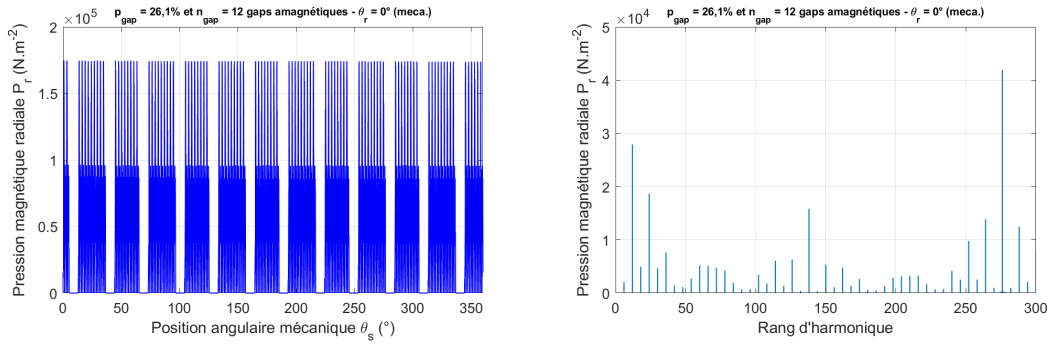 p_gap = 26,1% et n_gap = 12 gaps amagnétiques - θ_r = 0° (meca.)
×10^5
2
1.5
1
0.5
0
Pression magnétique radiale P_r (N.m^-2)
0 50 100 150 200 250 300 350
Position angulaire mécanique θ_s (°)
p_gap = 26,1% et n_gap = 12 gaps amagnétiques - θ_r = 0° (meca.)
×10^4
5
4
3
2
1
0
Pression magnétique radiale P_r (N.m^-2)
0 50 100 150 200 250 300
Rang d'harmonique